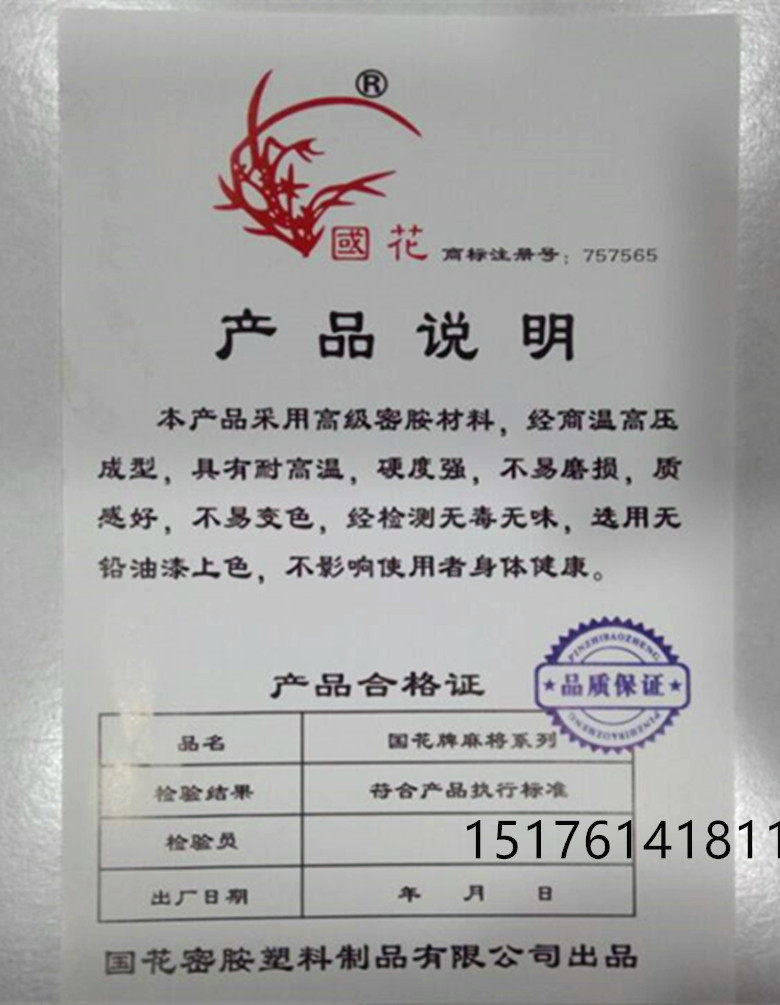 ®
國花 商标注册号：757565
产品说明
本产品采用高级密胺材料，经商温高压
成型，具有耐高温，硬度强，不易磨损，质
感好，不易变色，经检测无毒无味，选用无
铅油漆上色，不影响使用者身体健康。
PINZHIBAOZHENG
品质保证
PINZHIBAOZHENG
产品合格证
品名 国花牌麻将系列
检验结果 符合产品执行标准
检验员 15176141811
出厂日期 年 月 日
国花密胺塑料制品有限公司出品